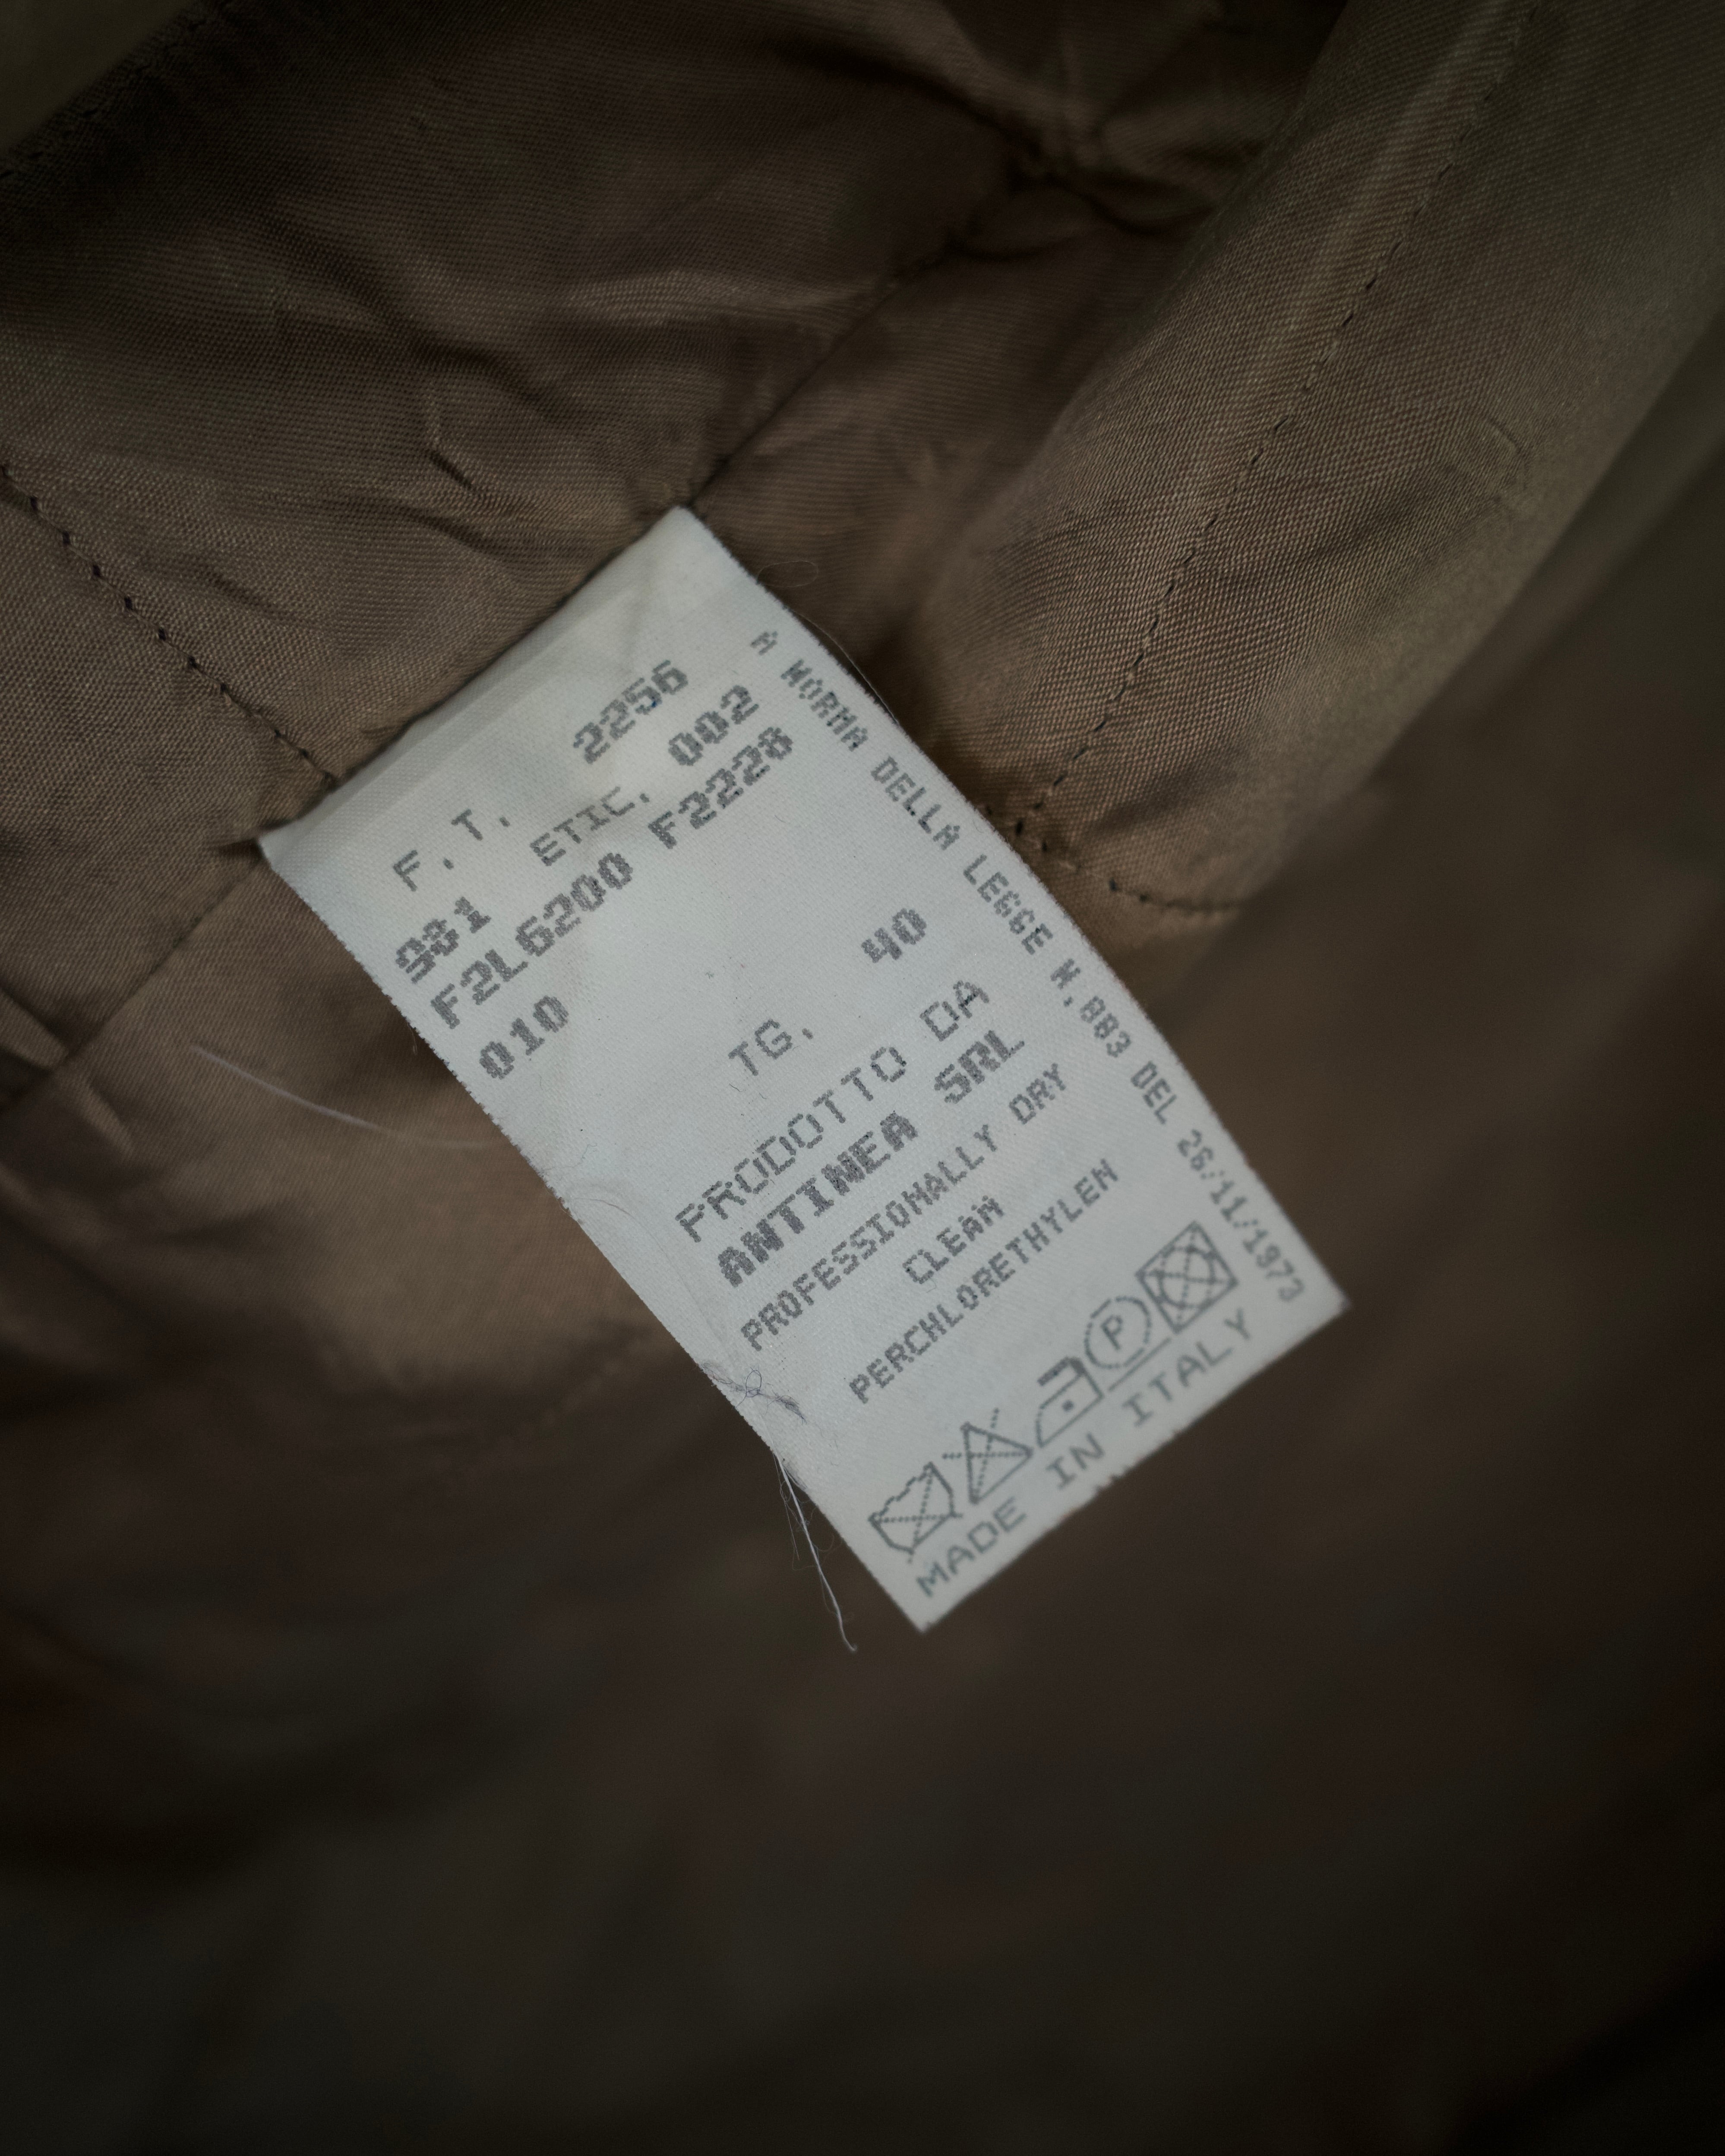 F.T. 2256
981 ETIC. 002
F2L6200 F2228
010
TG. 40
PRODOTTO DA
ANTINEA SRL
PROFESSIONALLY DRY
CLEAN
PERCHLORETHYLEN
P
MADE IN ITALY
A NORMA DELLA LEGGE N.883 DEL 26/11/1973